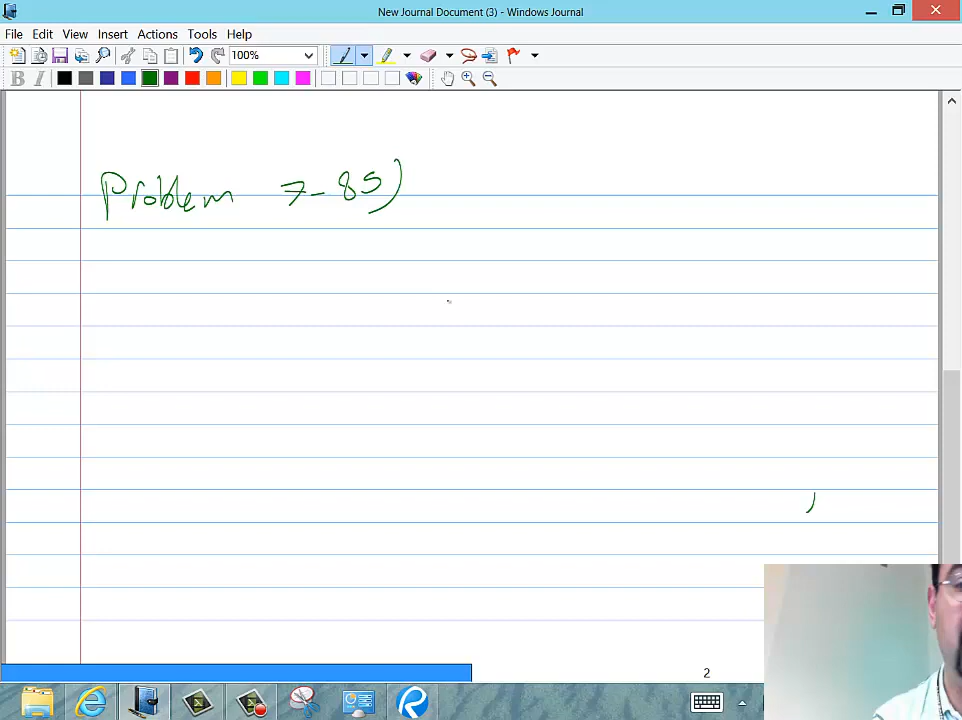 New Journal Document (3) - Windows Journal
File Edit View Insert Actions Tools Help
100%
B I
Problem 7-85)
2